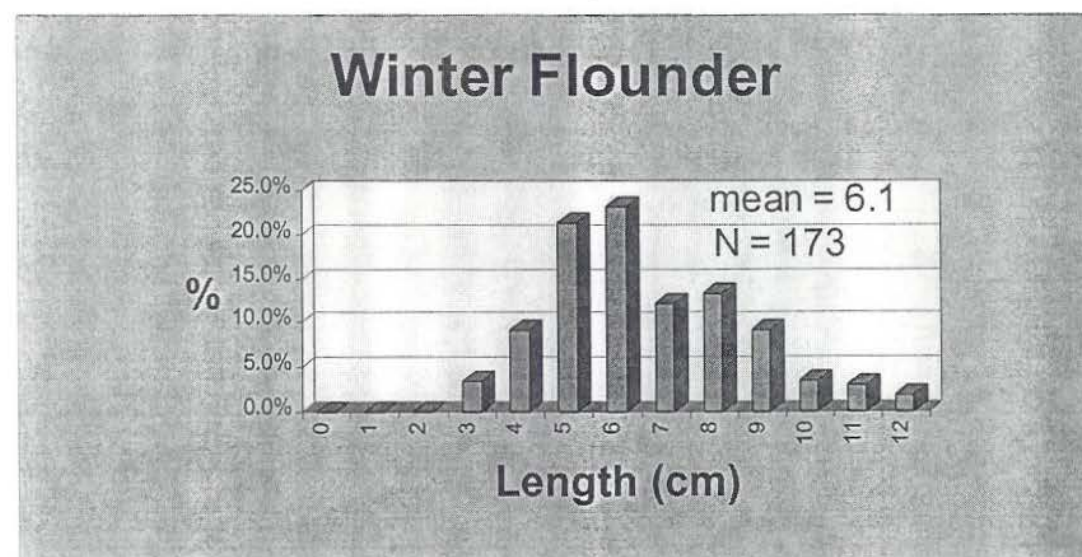 Winter Flounder
mean = 6.1
N = 173
25.0%
20.0%
15.0%
10.0%
5.0%
0.0%
%
0 1 2 3 4 5 6 7 8 9 10 11 12
Length (cm)